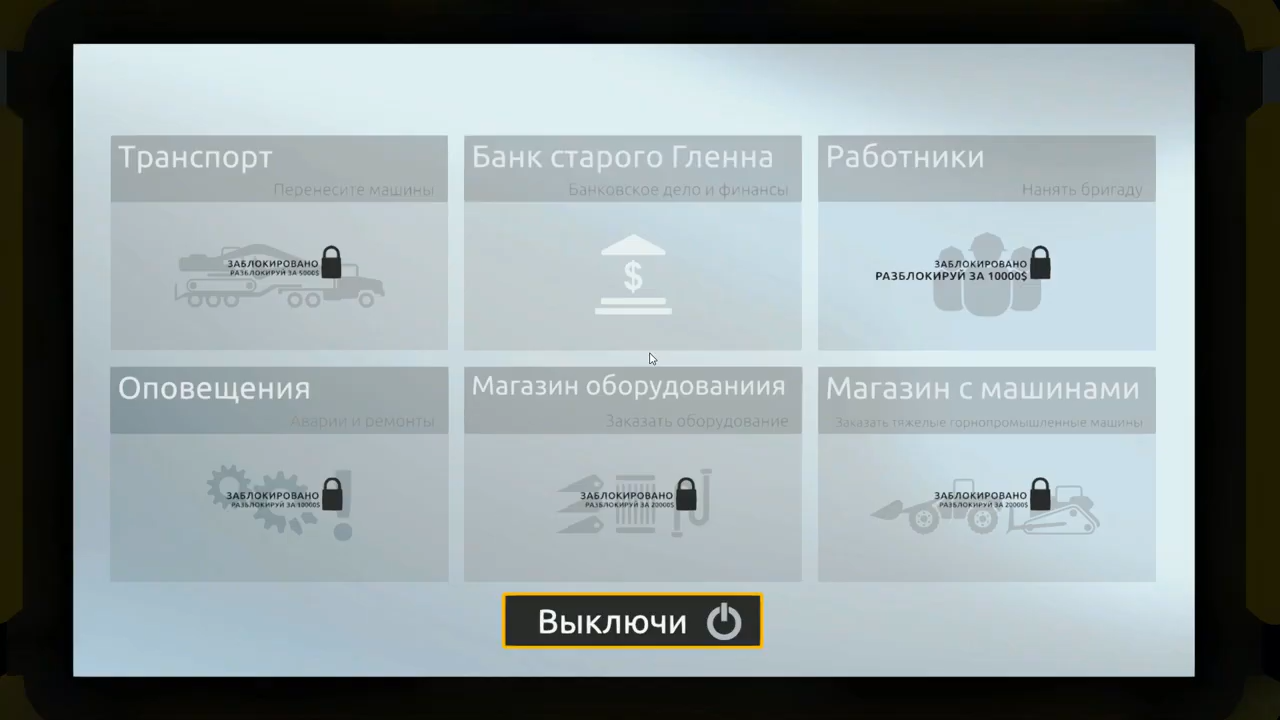 Транспорт
Перенесите машины
ЗАБЛОКИРОВАНО
РАЗБЛОКИРУЙ ЗА 5000$
Банк старого Гленна
Банковское дело и финансы
$
Работники
Нанять бригаду
ЗАБЛОКИРОВАНО
РАЗБЛОКИРУЙ ЗА 10000$
Оповещения
Аварии и ремонты
ЗАБЛОКИРОВАНО
РАЗБЛОКИРУЙ ЗА 10000$
Магазин оборудованиия
Заказать оборудование
ЗАБЛОКИРОВАНО
РАЗБЛОКИРУЙ ЗА 20000$
Магазин с машинами
Заказать тяжелые горнопромышленные машины
ЗАБЛОКИРОВАНО
РАЗБЛОКИРУЙ ЗА 20000$
Выключи